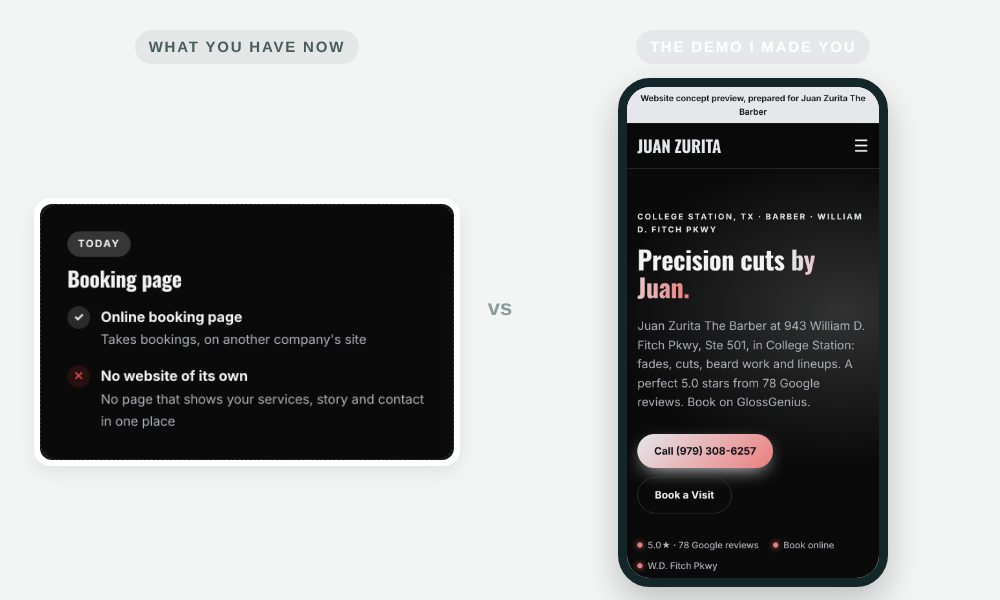 WHAT YOU HAVE NOW
TODAY
Booking page
Online booking page
Takes bookings, on another company's site
No website of its own
No page that shows your services, story and contact
in one place
vs
THE DEMO I MADE YOU
Website concept preview, prepared for Juan Zurita The
Barber
JUAN ZURITA
COLLEGE STATION, TX · BARBER · WILLIAM
D. FITCH PKWY
Precision cuts by
Juan.
Juan Zurita The Barber at 943 William D.
Fitch Pkwy, Ste 501, in College Station:
fades, cuts, beard work and lineups. A
perfect 5.0 stars from 78 Google
reviews. Book on GlossGenius.
Call (979) 308-6257
Book a Visit
5.0★ · 78 Google reviews
Book online
W.D. Fitch Pkwy